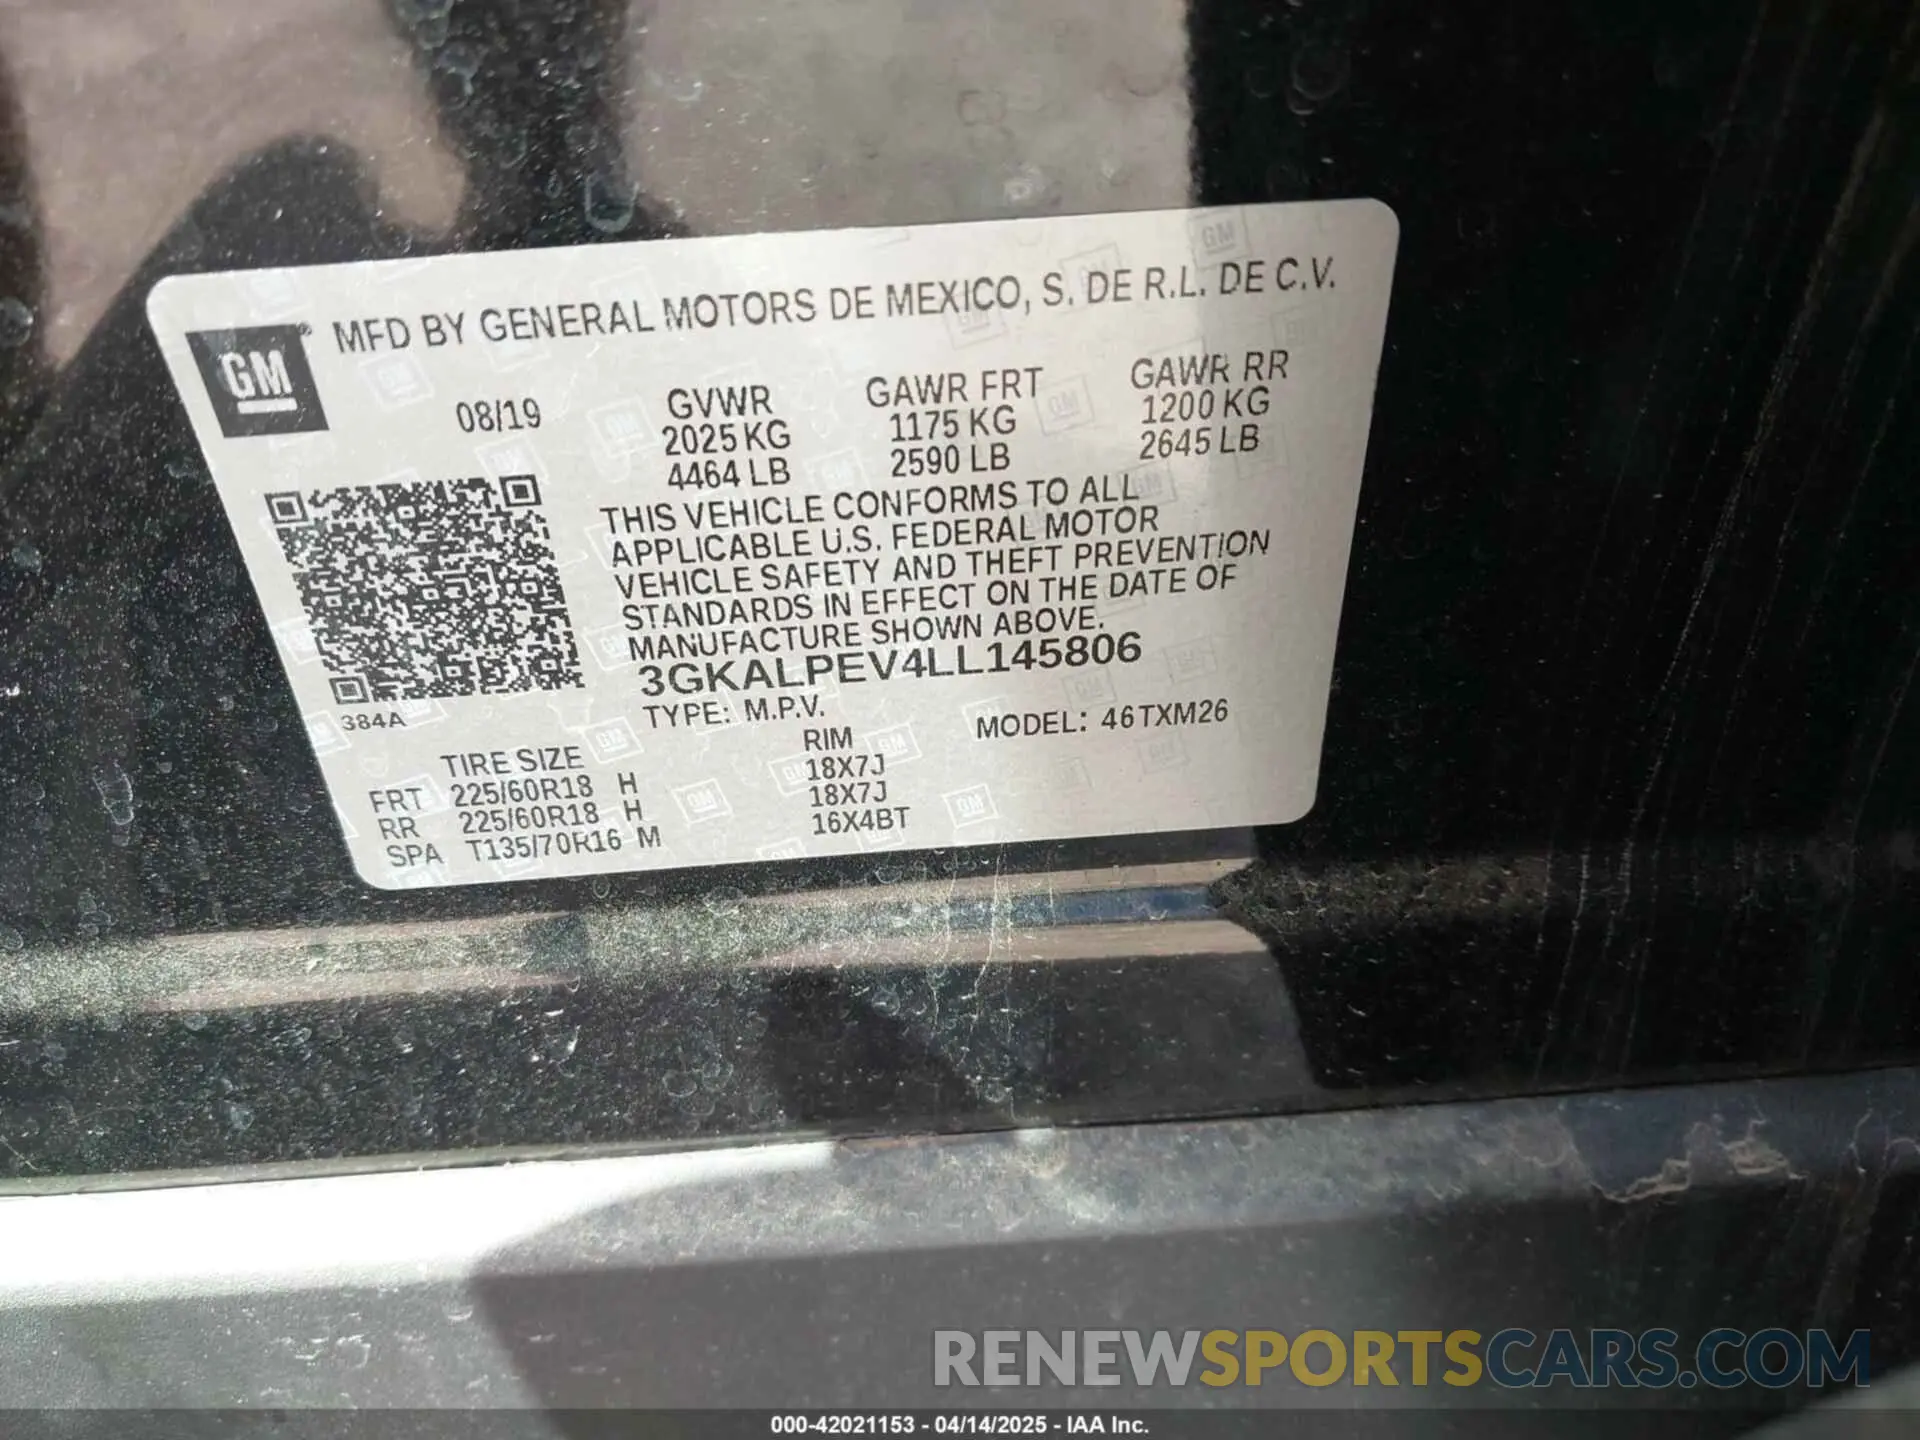 GM® MFD BY GENERAL MOTORS DE MEXICO, S. DE R.L. DE C.V.
08/19 GVWR GAWR FRT GAWR RR
2025 KG 1175 KG 1200 KG
4464 LB 2590 LB 2645 LB
THIS VEHICLE CONFORMS TO ALL
APPLICABLE U.S. FEDERAL MOTOR
VEHICLE SAFETY AND THEFT PREVENTION
STANDARDS IN EFFECT ON THE DATE OF
MANUFACTURE SHOWN ABOVE.
3GKALPEV4LL145806
384A TYPE: M.P.V. MODEL: 46TXM26
TIRE SIZE RIM
FRT 225/60R18 H 18X7J
RR 225/60R18 H 18X7J
SPA T135/70R16 M 16X4BT
RENEWSPORTSCARS.COM
000-42021153 - 04/14/2025 - IAA Inc.